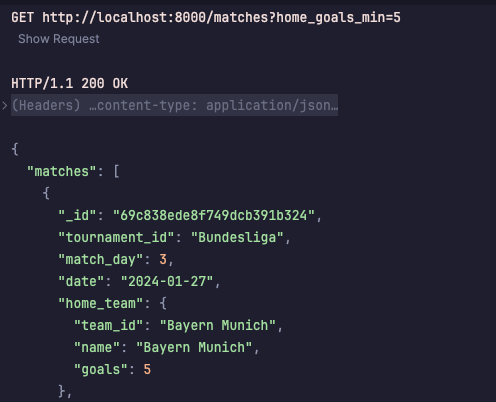 GET http://localhost:8000/matches?home_goals_min=5
Show Request
HTTP/1.1 200 OK
(Headers) …content-type: application/json…
{
"matches": [
{
"_id": "69c838ede8f749dcb391b324",
"tournament_id": "Bundesliga",
"match_day": 3,
"date": "2024-01-27",
"home_team": {
"team_id": "Bayern Munich",
"name": "Bayern Munich",
"goals": 5
},